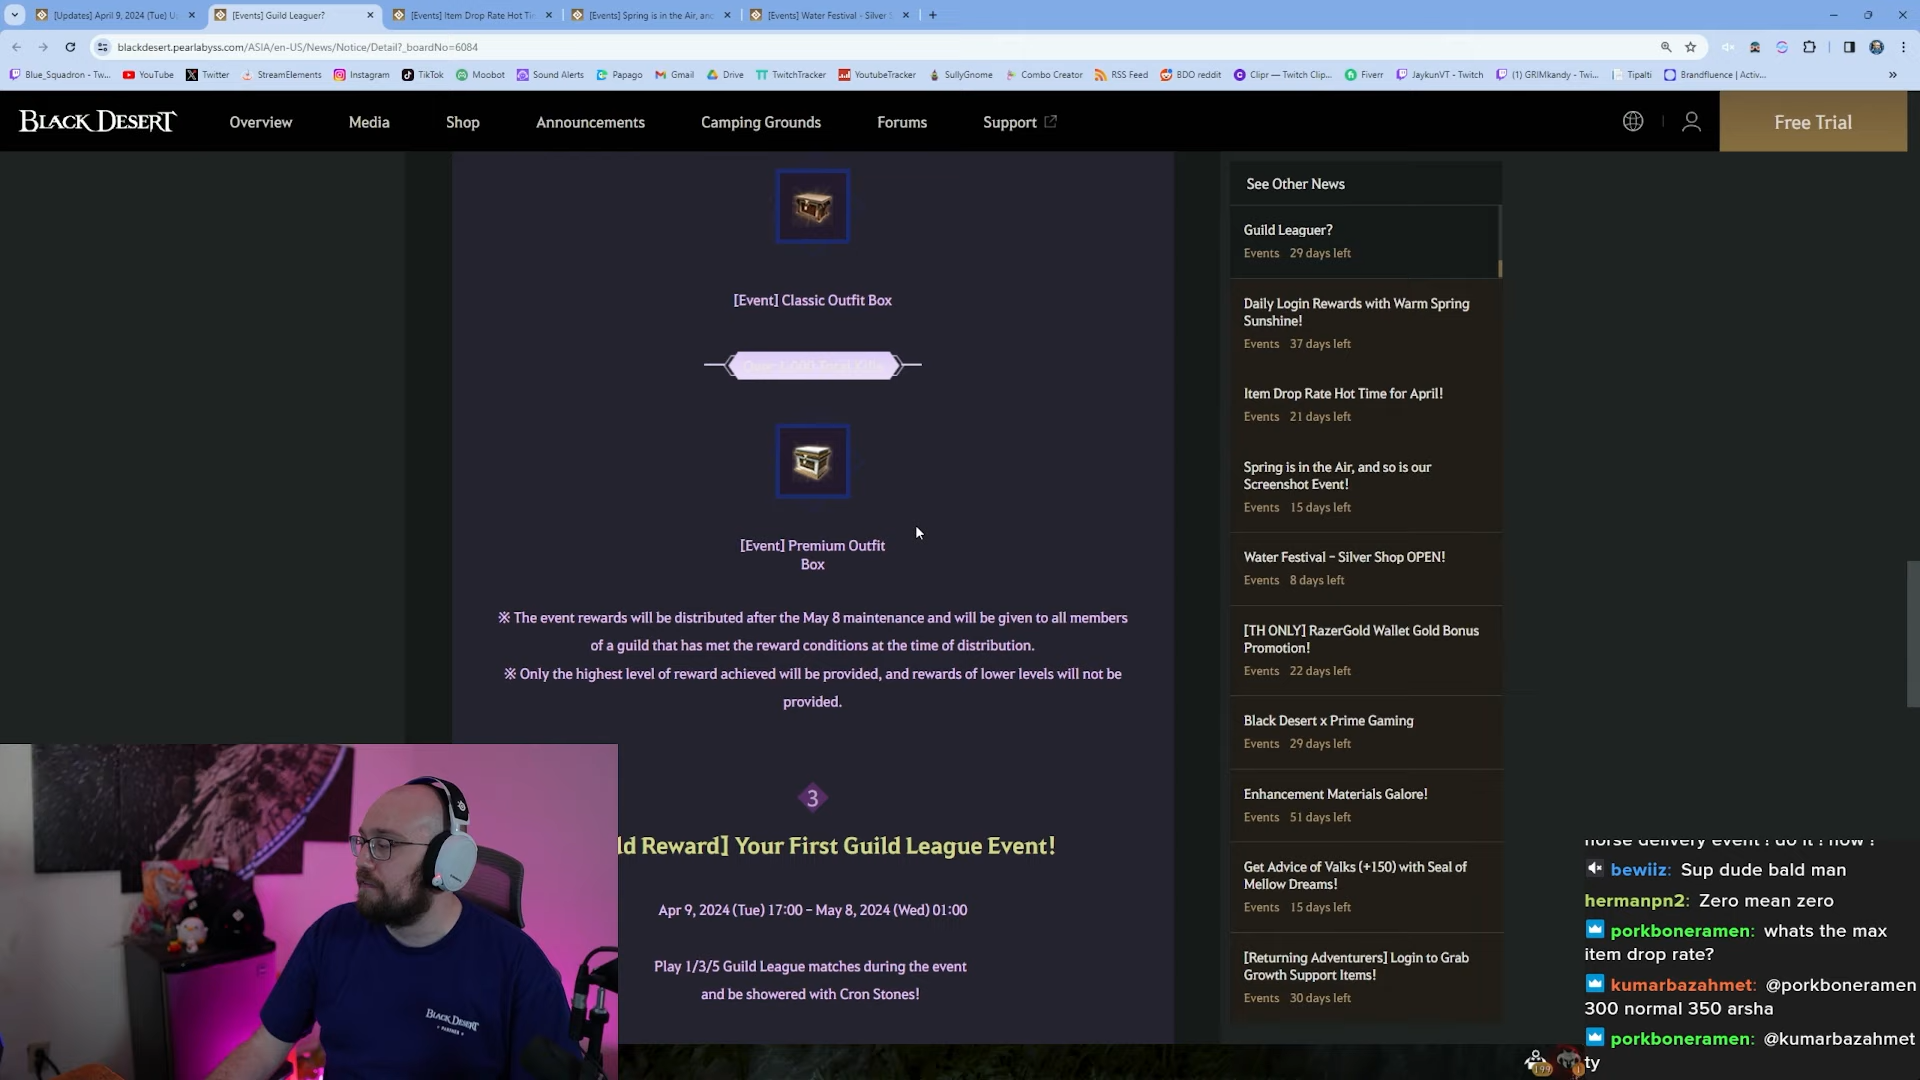 [Updates] April 9, 2024 (Tue) U
[Events] Guild Leaguer?
[Events] Item Drop Rate Hot Ti
[Events] Spring is in the Air, an
[Events] Water Festival - Silver
blackdesert.pearlabyss.com/ASIA/en-US/News/Notice/Detail?_boardNo=6084
Blue_Squadron - Tw...
YouTube
Twitter
StreamElements
Instagram
TikTok
Moobot
Sound Alerts
Papago
Gmail
Drive
TwitchTracker
YoutubeTracker
SullyGnome
Combo Creator
RSS Feed
BDO reddit
Clipr — Twitch Clip...
Fiverr
JaykunVT - Twitch
(1) GRIMkandy - Twi...
Tipalti
Brandfluence | Activ...
BLACK DESERT
Overview
Media
Shop
Announcements
Camping Grounds
Forums
Support
Free Trial
[Event] Classic Outfit Box
[Event] Premium Outfit
Box
※ The event rewards will be distributed after the May 8 maintenance and will be given to all members
of a guild that has met the reward conditions at the time of distribution.
※ Only the highest level of reward achieved will be provided, and rewards of lower levels will not be
provided.
3
ld Reward] Your First Guild League Event!
Apr 9, 2024 (Tue) 17:00 – May 8, 2024 (Wed) 01:00
Play 1/3/5 Guild League matches during the event
and be showered with Cron Stones!
See Other News
Guild Leaguer?
Events 29 days left
Daily Login Rewards with Warm Spring
Sunshine!
Events 37 days left
Item Drop Rate Hot Time for April!
Events 21 days left
Spring is in the Air, and so is our
Screenshot Event!
Events 15 days left
Water Festival – Silver Shop OPEN!
Events 8 days left
[TH ONLY] RazerGold Wallet Gold Bonus
Promotion!
Events 22 days left
Black Desert x Prime Gaming
Events 29 days left
Enhancement Materials Galore!
Events 51 days left
Get Advice of Valks (+150) with Seal of
Mellow Dreams!
Events 15 days left
[Returning Adventurers] Login to Grab
Growth Support Items!
Events 30 days left
BLACK DESERT
PARTNER
horse delivery event ! do it ! now !
bewiiz: Sup dude bald man
hermanpn2: Zero mean zero
porkboneramen: whats the max
item drop rate?
kumarbazahmet: @porkboneramen
300 normal 350 arsha
porkboneramen: @kumarbazahmet
ty
199
1